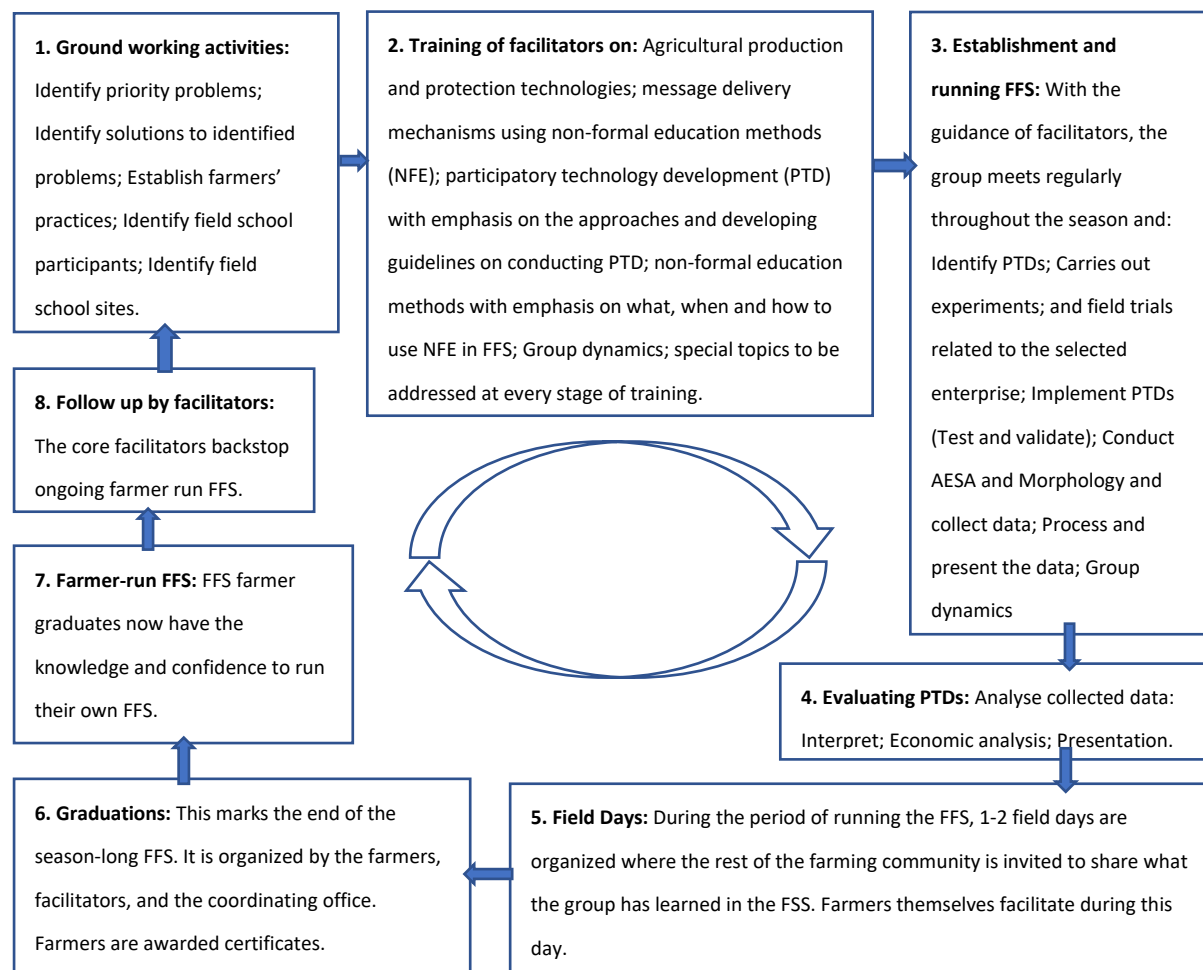 1. Ground working activities:
Identify priority problems;
Identify solutions to identified
problems; Establish farmers’
practices; Identify field school
participants; Identify field
school sites.
2. Training of facilitators on: Agricultural production
and protection technologies; message delivery
mechanisms using non-formal education methods
(NFE); participatory technology development (PTD)
with emphasis on the approaches and developing
guidelines on conducting PTD; non-formal education
methods with emphasis on what, when and how to
use NFE in FFS; Group dynamics; special topics to be
addressed at every stage of training.
3. Establishment and
running FFS: With the
guidance of facilitators, the
group meets regularly
throughout the season and:
Identify PTDs; Carries out
experiments; and field trials
related to the selected
enterprise; Implement PTDs
(Test and validate); Conduct
AESA and Morphology and
collect data; Process and
present the data; Group
dynamics
4. Evaluating PTDs: Analyse collected data:
Interpret; Economic analysis; Presentation.
5. Field Days: During the period of running the FFS, 1-2 field days are
organized where the rest of the farming community is invited to share what
the group has learned in the FSS. Farmers themselves facilitate during this
day.
6. Graduations: This marks the end of the
season-long FFS. It is organized by the farmers,
facilitators, and the coordinating office.
Farmers are awarded certificates.
7. Farmer-run FFS: FFS farmer
graduates now have the
knowledge and confidence to run
their own FFS.
8. Follow up by facilitators:
The core facilitators backstop
ongoing farmer run FFS.